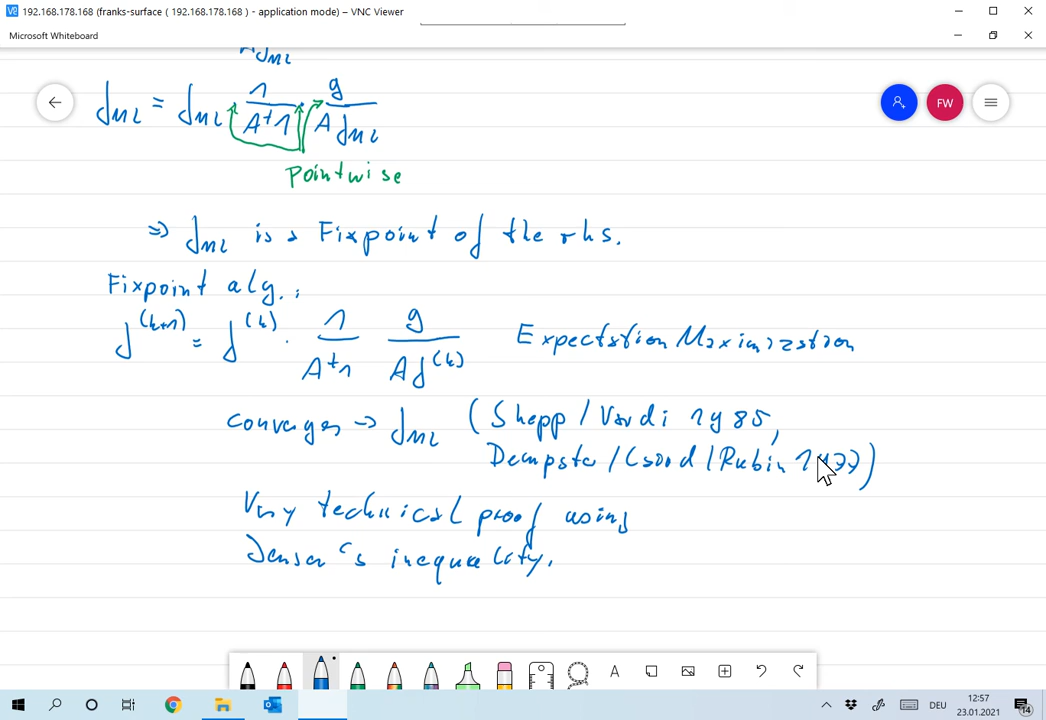 192.168.178.168 (franks-surface ( 192.168.178.168 ) - application mode) – VNC Viewer
Microsoft Whiteboard
A f_ML
f_ML = f_ML 1/(A^t 1) · g/(A f_ML)
FW
pointwise
=> f_ML is a Fixpoint of the rhs.
Fixpoint alg.:
f^(k+1) = f^(k) · 1/(A^t 1) g/(A f^(k)) Expectation Maximization
converges -> f_ML (Shepp / Vardi 1985,
Dempster / Laird / Rubin 1977)
Very technical proof using
Jensen's inequality.
A
DEU
12:57
23.01.2021
14